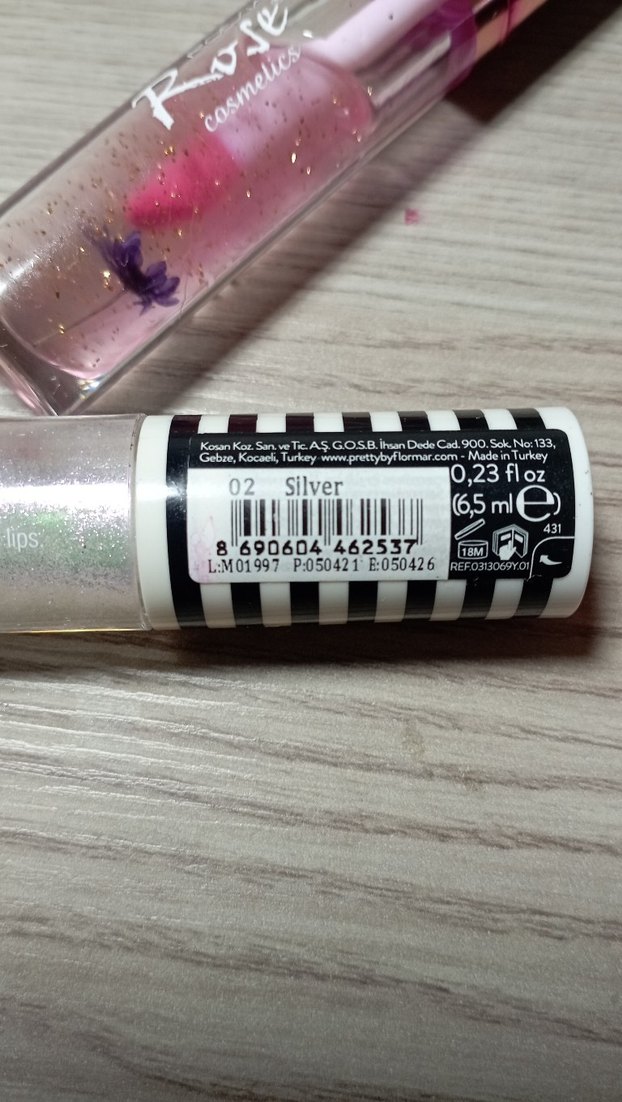 Rose
cosmetics
lips.
Kosan Koz. San. ve Tic. A.Ş. G.O.S.B. İhsan Dede Cad. 900. Sok. No: 133,
Gebze, Kocaeli, Turkey www.prettybyflormar.com - Made in Turkey
02 Silver
8 690604 462537
L:M01997 P:050421 E:050426
0,23 fl oz
(6,5 ml e)
431
18M
REF.0313069Y.01